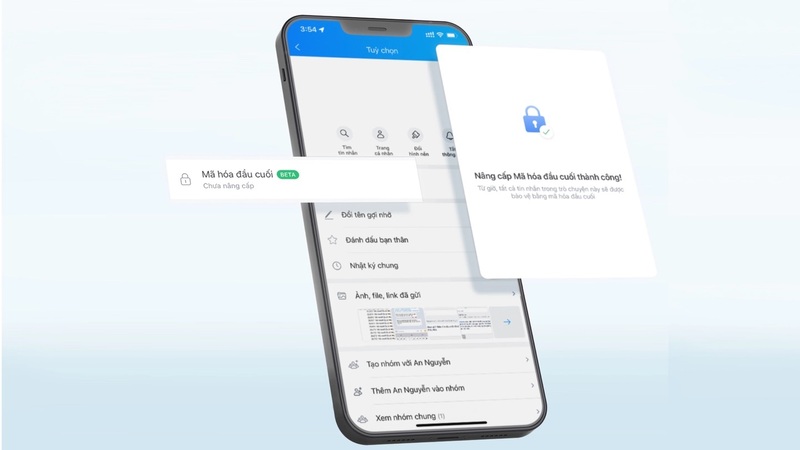 3:54
Tuỳ chọn
Tìm
tin nhắn
Trang
cá nhân
Đổi
hình nền
Tắt
thông
Mã hóa đầu cuối BETA
Chưa nâng cấp
Nâng cấp Mã hóa đầu cuối thành công!
Từ giờ, tất cả tin nhắn trong trò chuyện này sẽ được
bảo vệ bằng mã hóa đầu cuối
Đổi tên gợi nhớ
Đánh dấu bạn thân
Nhật ký chung
Ảnh, file, link đã gửi
Tạo nhóm với An Nguyễn
Thêm An Nguyễn vào nhóm
Xem nhóm chung (1)